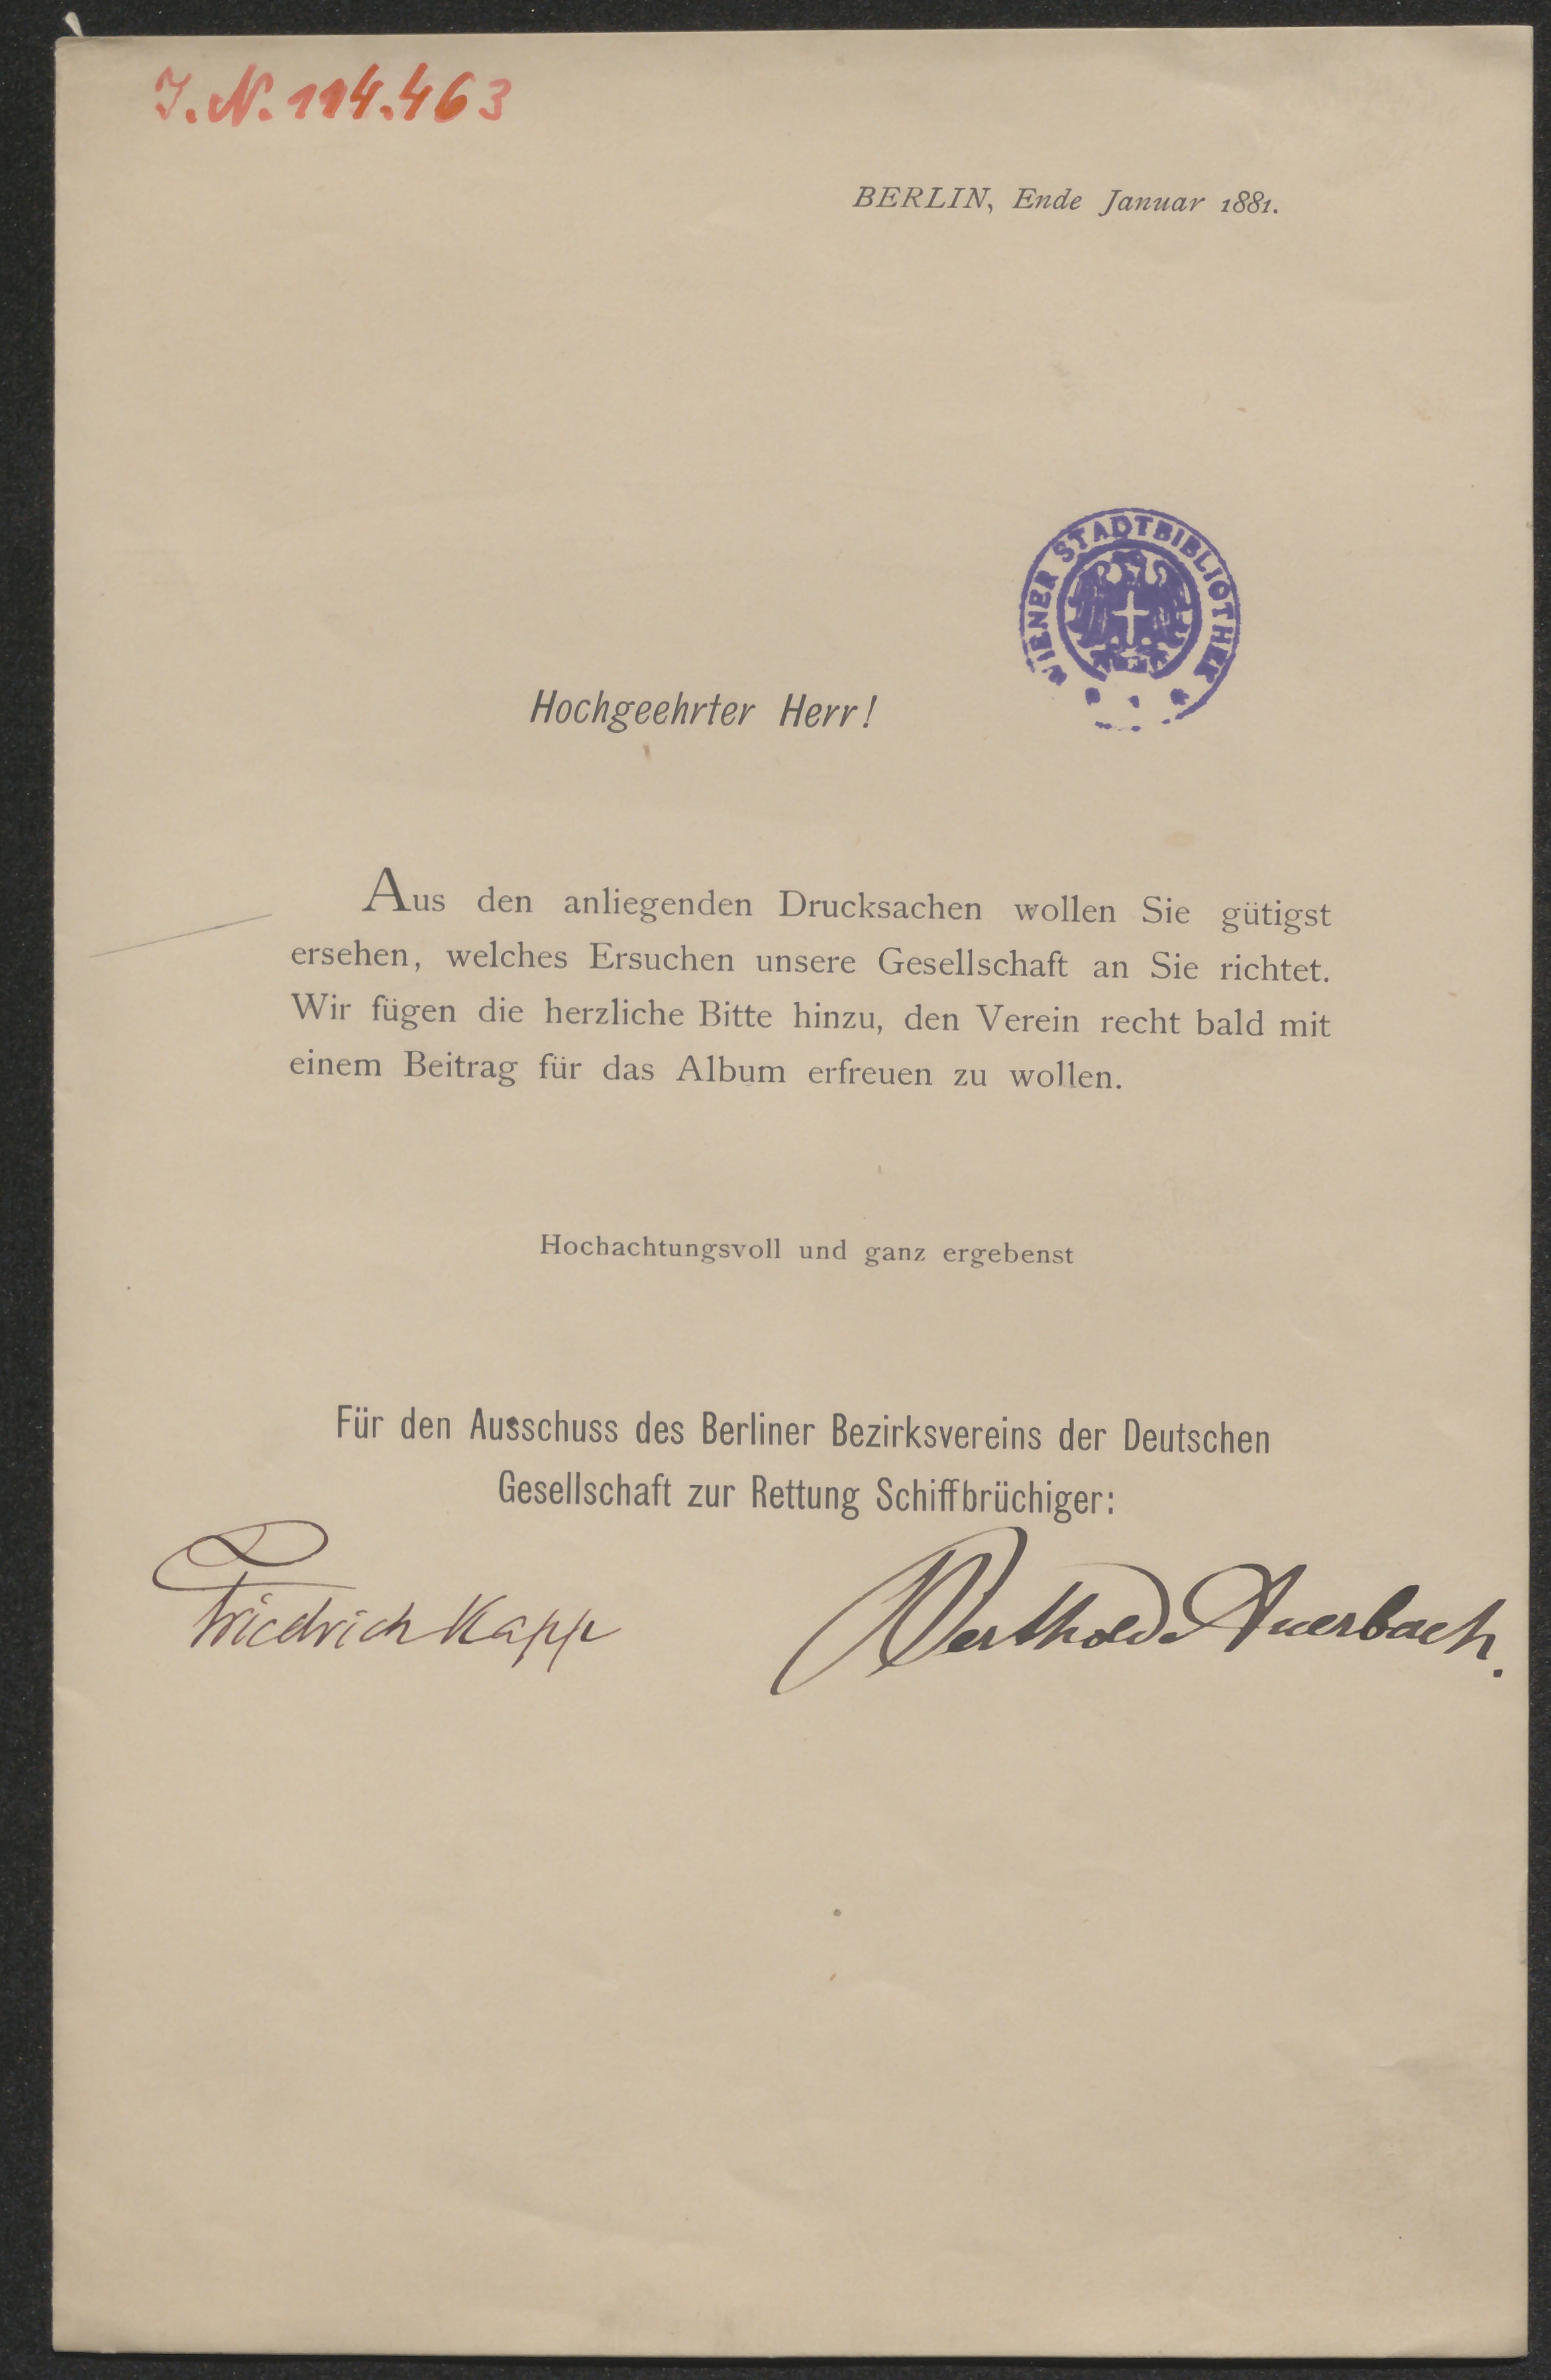 J. N. 114.463
BERLIN, Ende Januar 1881.
WIENER STADTBIBLIOTHEK
Hochgeehrter Herr!
Aus den anliegenden Drucksachen wollen Sie gütigst
ersehen, welches Ersuchen unsere Gesellschaft an Sie richtet.
Wir fügen die herzliche Bitte hinzu, den Verein recht bald mit
einem Beitrag für das Album erfreuen zu wollen.
Hochachtungsvoll und ganz ergebenst
Für den Ausschuss des Berliner Bezirksvereins der Deutschen
Gesellschaft zur Rettung Schiffbrüchiger:
Friedrich Kapp
Berthold Auerbach.